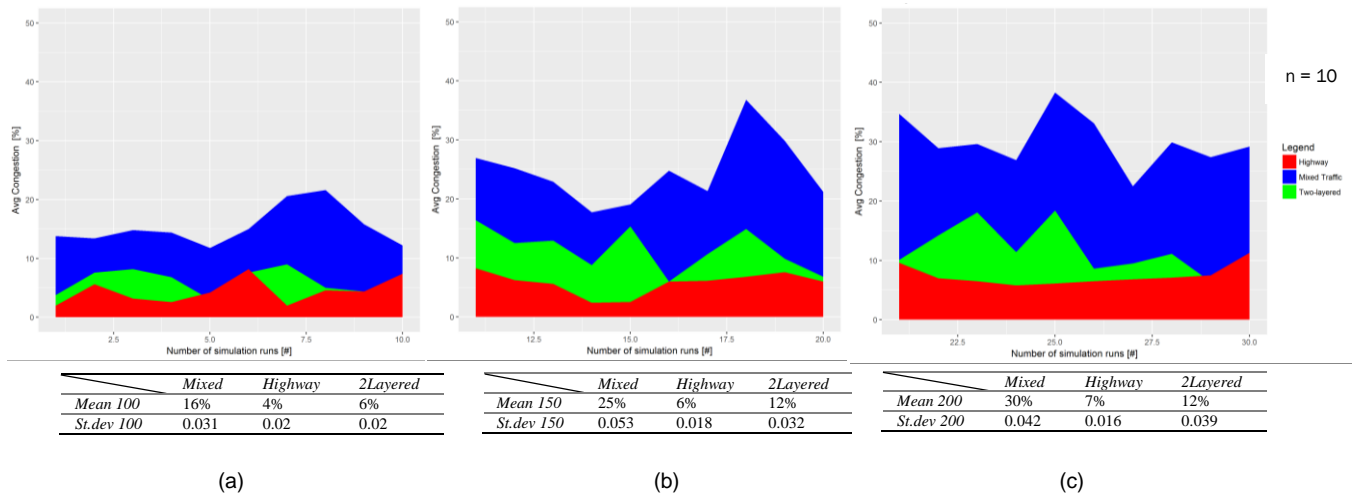 50
40
30
20
10
0
Avg Congestion [%]
2.5 5.0 7.5 10.0
Number of simulation runs [#]
50
40
30
20
10
0
Avg Congestion [%]
12.5 15.0 17.5 20.0
Number of simulation runs [#]
50
40
30
20
10
0
Avg Congestion [%]
22.5 25.0 27.5 30.0
Number of simulation runs [#]
n = 10
Legend
Highway
Mixed Traffic
Two-layered
Mixed Highway 2Layered
Mean 100 16% 4% 6%
St.dev 100 0.031 0.02 0.02
Mixed Highway 2Layered
Mean 150 25% 6% 12%
St.dev 150 0.053 0.018 0.032
Mixed Highway 2Layered
Mean 200 30% 7% 12%
St.dev 200 0.042 0.016 0.039
(a)
(b)
(c)